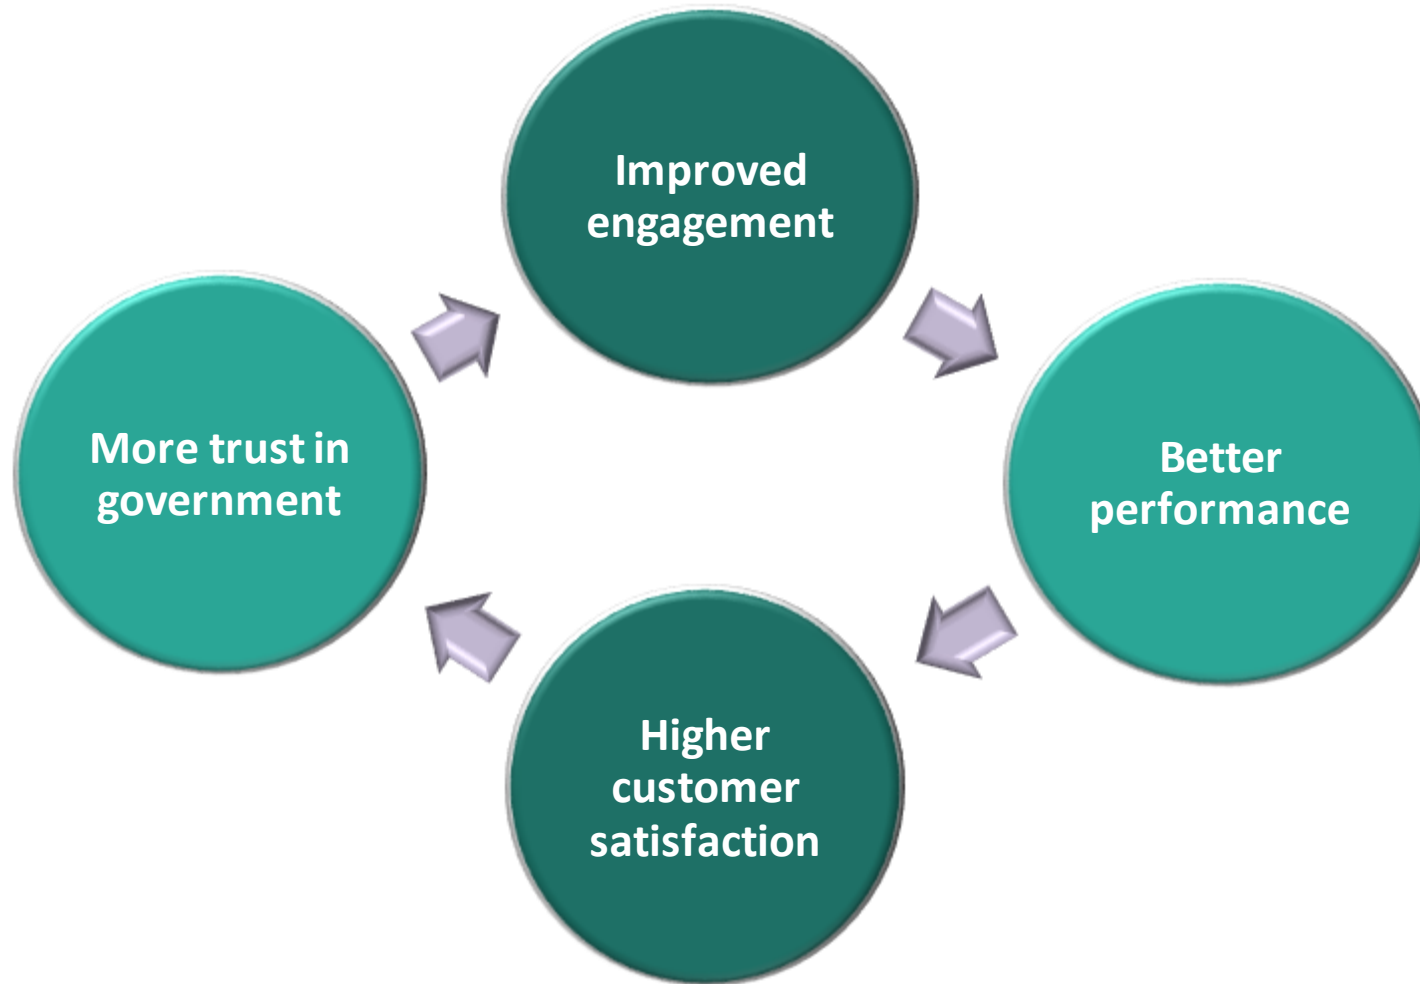 Improved
engagement
Better
performance
Higher
customer
satisfaction
More trust in
government